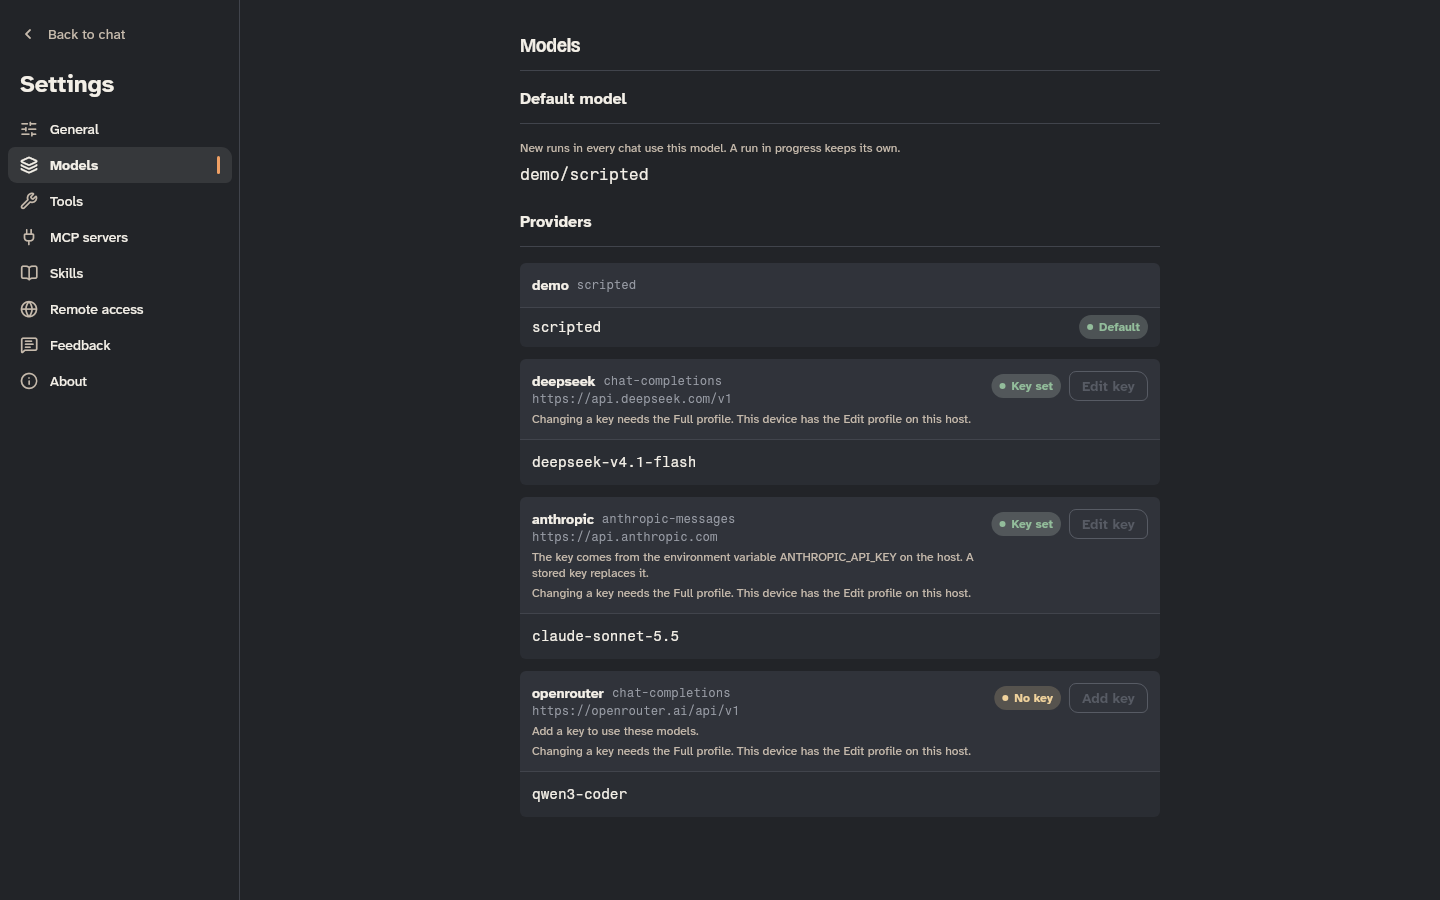 Back to chat
Settings
General
Models
Tools
MCP servers
Skills
Remote access
Feedback
About
Models
Default model
New runs in every chat use this model. A run in progress keeps its own.
demo/scripted
Providers
demo scripted
scripted
Default
deepseek chat-completions
https://api.deepseek.com/v1
Changing a key needs the Full profile. This device has the Edit profile on this host.
Key set
Edit key
deepseek-v4.1-flash
anthropic anthropic-messages
https://api.anthropic.com
The key comes from the environment variable ANTHROPIC_API_KEY on the host. A
stored key replaces it.
Changing a key needs the Full profile. This device has the Edit profile on this host.
Key set
Edit key
claude-sonnet-5.5
openrouter chat-completions
https://openrouter.ai/api/v1
Add a key to use these models.
Changing a key needs the Full profile. This device has the Edit profile on this host.
No key
Add key
qwen3-coder